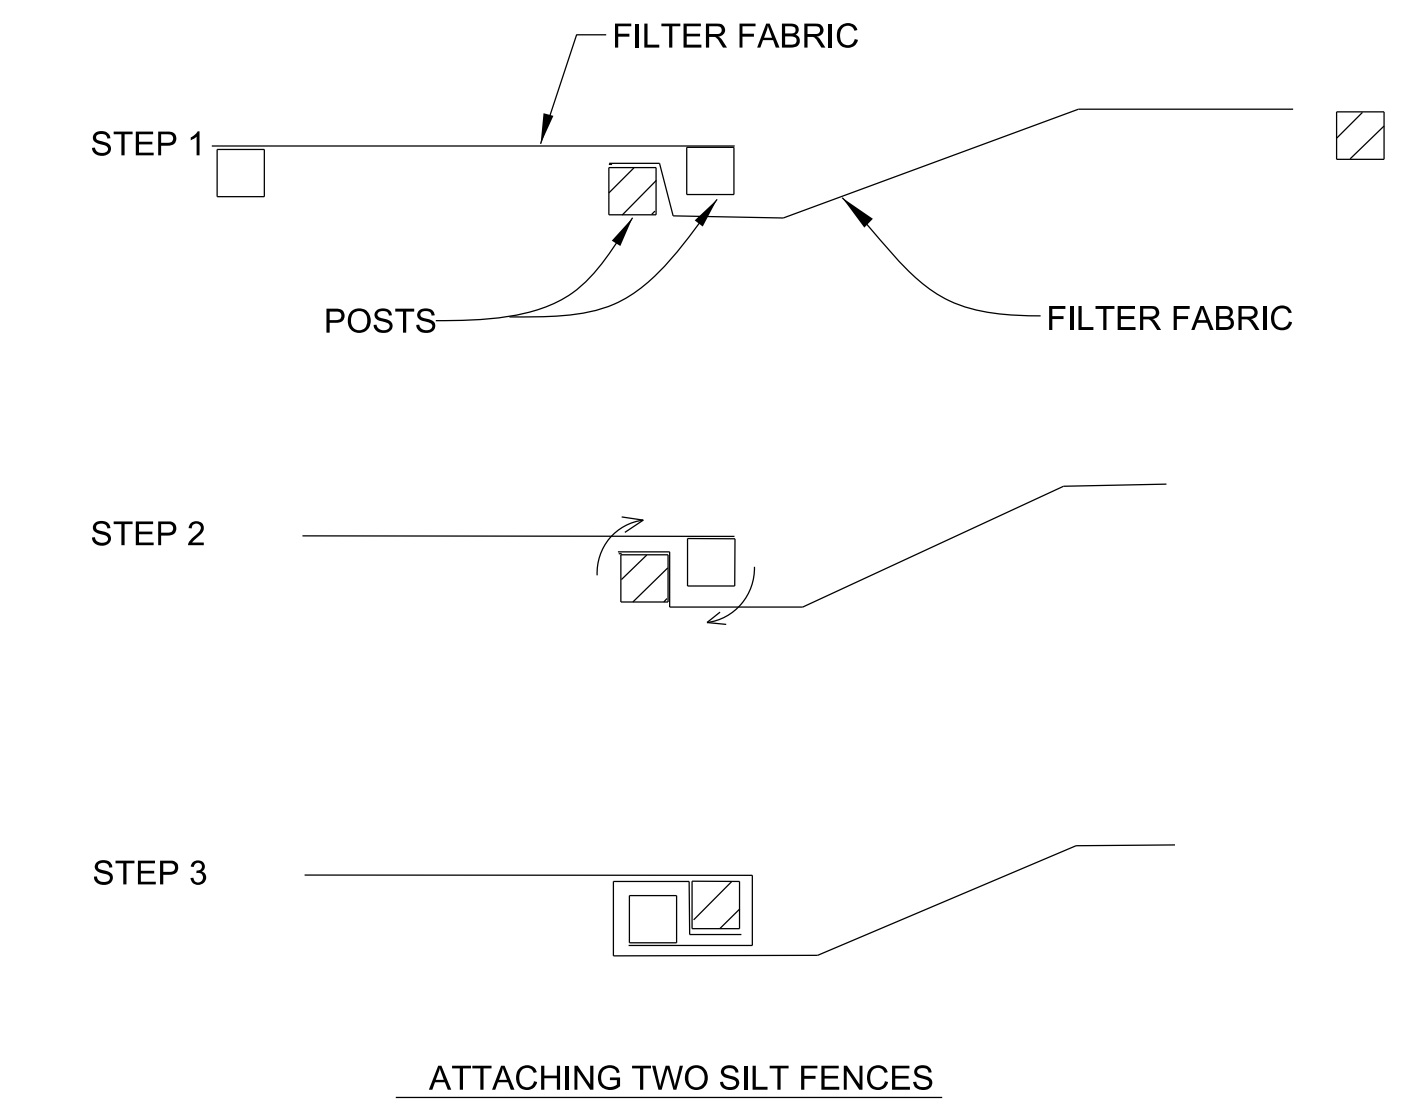 FILTER FABRIC
STEP 1
POSTS
FILTER FABRIC
STEP 2
STEP 3
ATTACHING TWO SILT FENCES